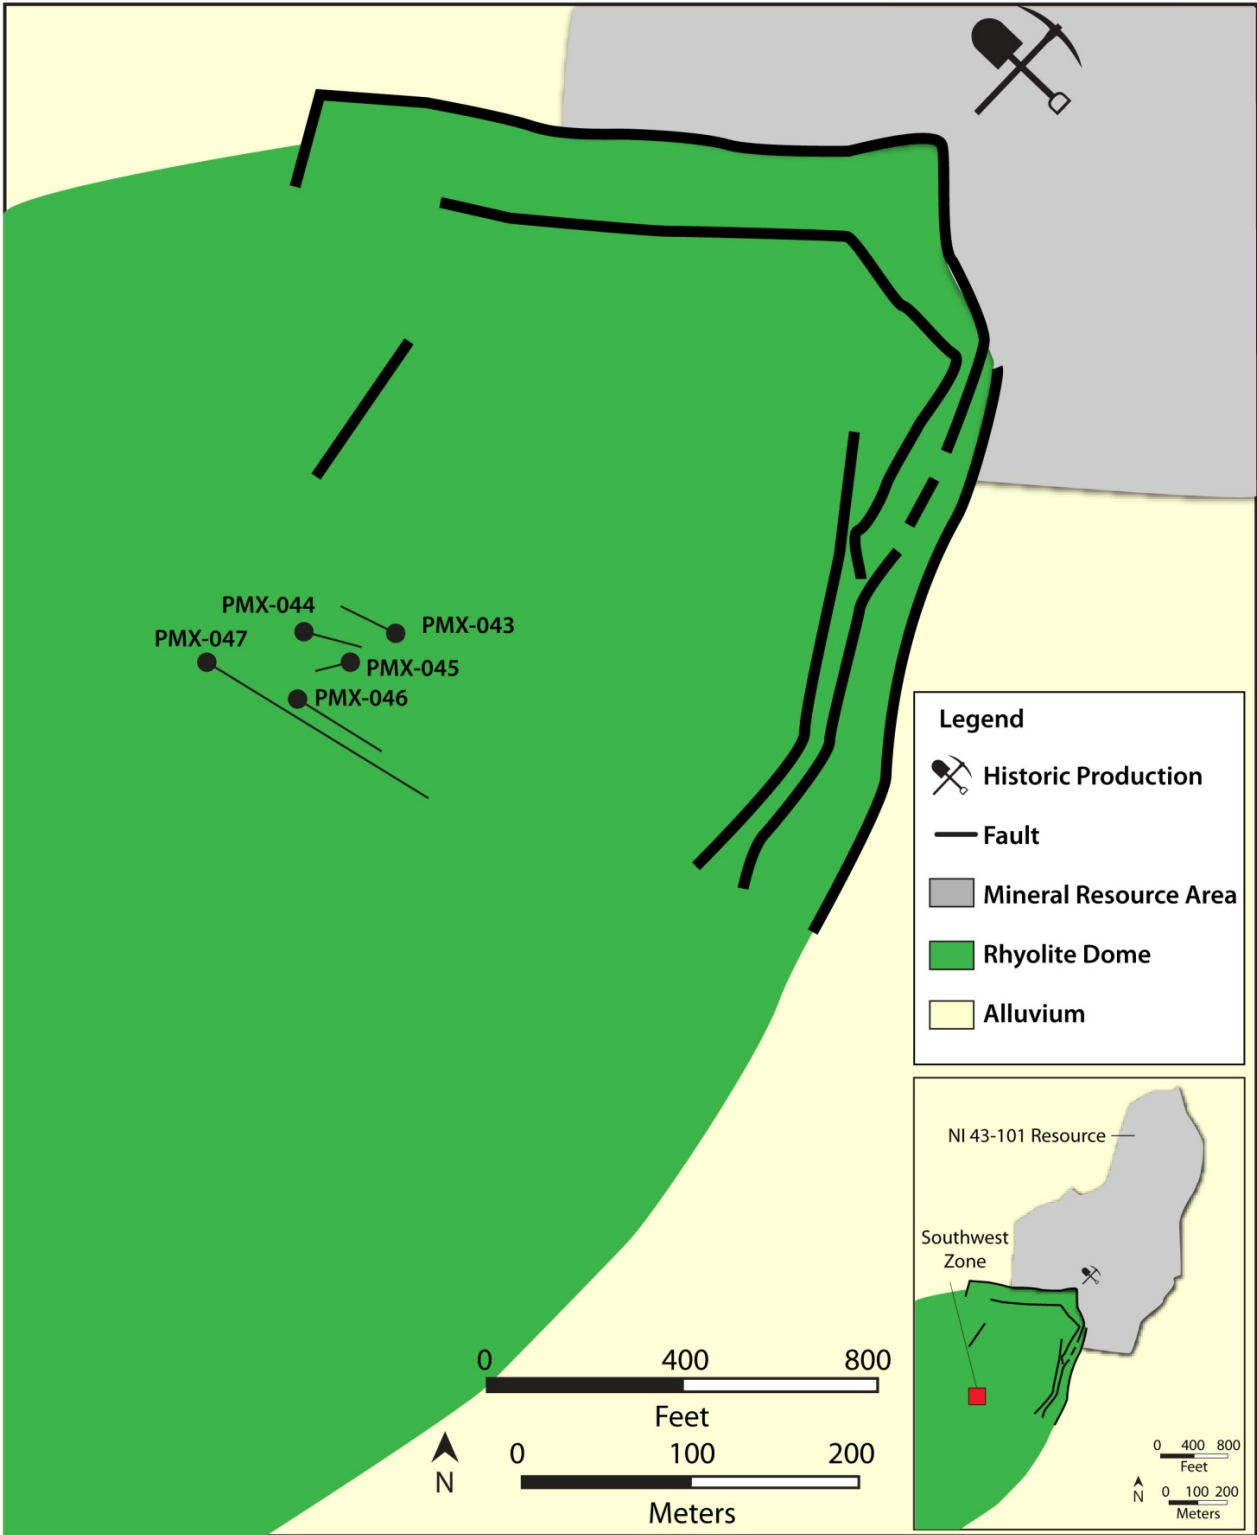 PMX-044
PMX-043
PMX-047
PMX-045
PMX-046
Legend
Historic Production
Fault
Mineral Resource Area
Rhyolite Dome
Alluvium
NI 43-101 Resource
Southwest
Zone
0 400 800
Feet
0 100 200
Meters
N
0 400 800
Feet
N
0 100 200
Meters